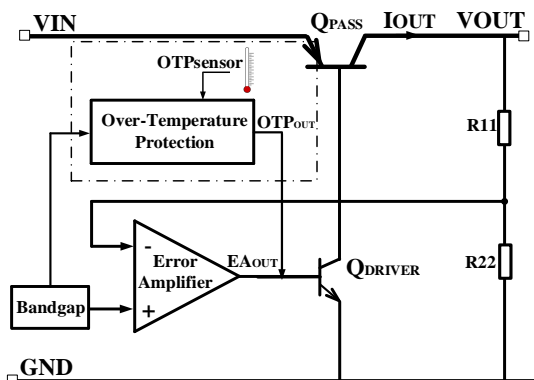 VIN
QPASS
IOUT
VOUT
OTPsensor
Over-Temperature
Protection
OTPOUT
R11
-
Error
Amplifier
+
EAOUT
QDRIVER
R22
Bandgap
GND